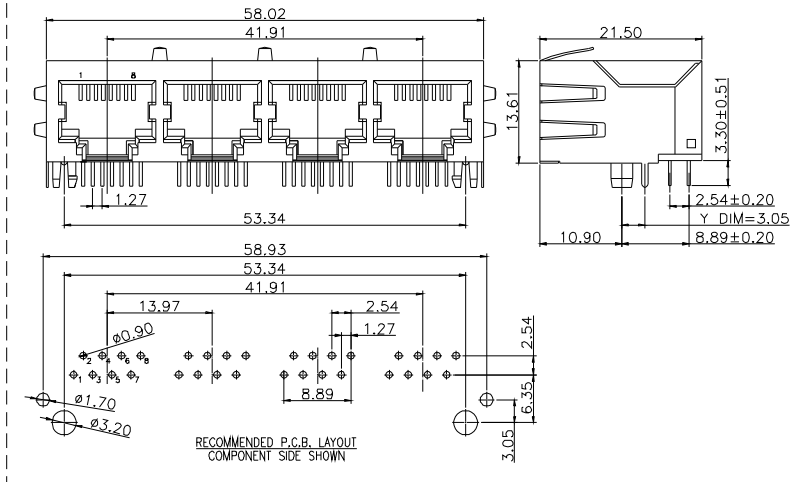 58.02
41.91
21.50
1 8
13.61
3.30±0.51
1.27
2.54±0.20
Y DIM=3.05
53.34
10.90
8.89±0.20
58.93
53.34
41.91
13.97
2.54
ø0.90
1.27
2.54
2 4 6 8
1 3 5 7
8.89
6.35
ø1.70
ø3.20
3.05
RECOMMENDED P.C.B. LAYOUT
COMPONENT SIDE SHOWN